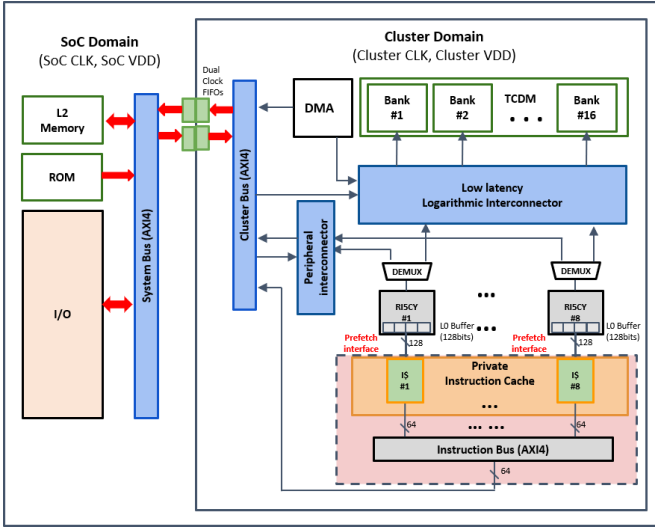 SoC Domain
(SoC CLK, SoC VDD)
Cluster Domain
(Cluster CLK, Cluster VDD)
Dual
Clock
FIFOs
L2
Memory
ROM
I/O
System Bus (AXI4)
Cluster Bus (AXI4)
DMA
Bank
#1
Bank
#2
TCDM
• • •
Bank
#16
Low latency
Logarithmic Interconnector
Peripheral
interconnector
DEMUX
DEMUX
RI5CY
#1
...
...
RI5CY
#8
L0 Buffer
(128bits)
L0 Buffer
(128bits)
Prefetch
interface
128
Prefetch
interface
128
I$
#1
Private
Instruction Cache
...
I$
#8
64
... ...
64
Instruction Bus (AXI4)
64